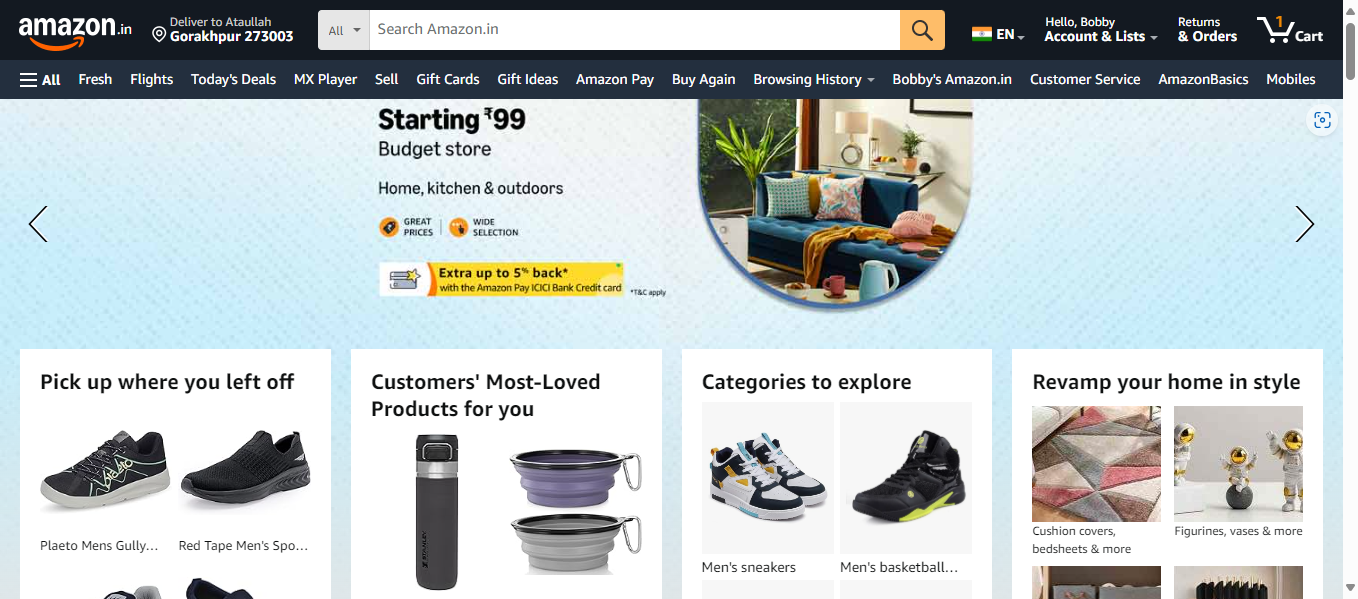 amazon.in
Deliver to Ataullah
Gorakhpur 273003
All
Search Amazon.in
EN
Hello, Bobby
Account & Lists
Returns
& Orders
1
Cart
All
Fresh
Flights
Today's Deals
MX Player
Sell
Gift Cards
Gift Ideas
Amazon Pay
Buy Again
Browsing History
Bobby's Amazon.in
Customer Service
AmazonBasics
Mobiles
Starting ₹99
Budget store
Home, kitchen & outdoors
GREAT
PRICES
WIDE
SELECTION
Extra up to 5% back*
with the Amazon Pay ICICI Bank Credit card
*T&C apply
Pick up where you left off
Plaeto Mens Gully...
Red Tape Men's Spo...
Customers' Most-Loved
Products for you
STANLEY
Categories to explore
Men's sneakers
Men's basketball...
Revamp your home in style
Cushion covers,
bedsheets & more
Figurines, vases & more